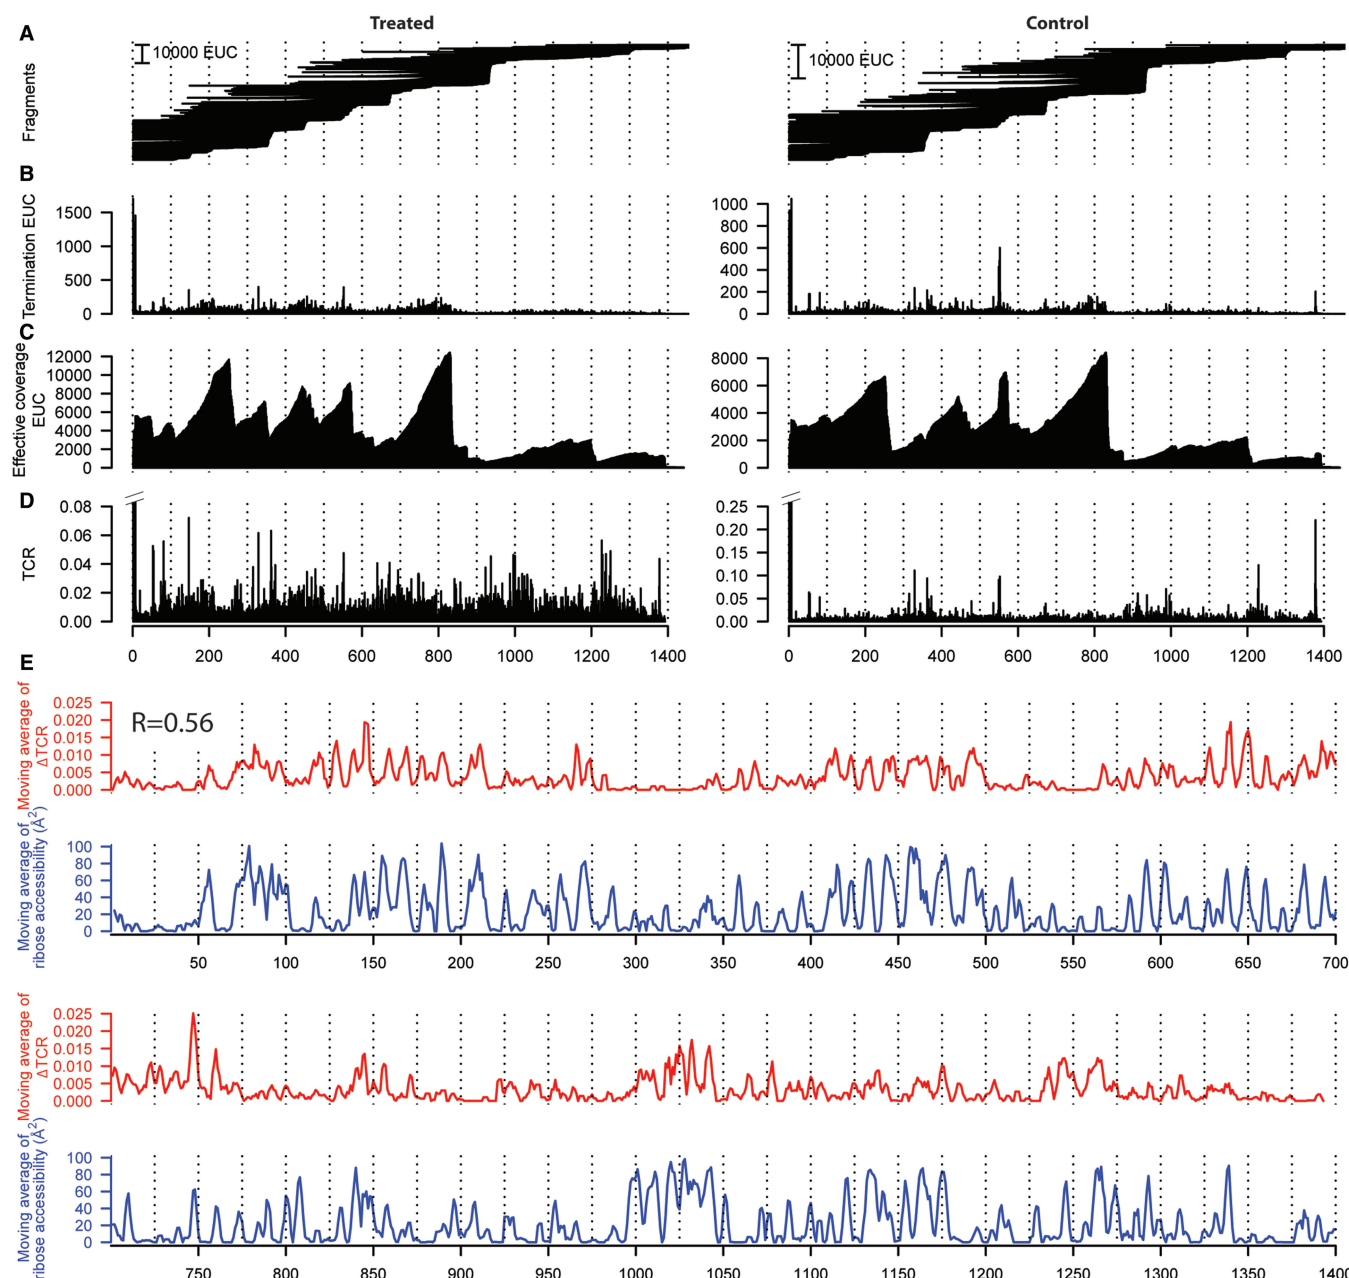 Treated
Control
A
10000 EUC
10000 EUC
Fragments
B
Termination EUC
1500
1000
500
0
1000
800
600
400
200
0
C
Effective coverage
EUC
12000
10000
8000
6000
4000
2000
0
8000
6000
4000
2000
0
D
TCR
0.08
0.06
0.04
0.02
0.00
0.25
0.20
0.15
0.10
0.05
0.00
0 200 400 600 800 1000 1200 1400
0 200 400 600 800 1000 1200 1400
E
Moving average of
ΔTCR
0.025
0.020
0.015
0.010
0.005
0.000
R=0.56
Moving average of
ribose accessibility (Å²)
100
80
60
40
20
0
50 100 150 200 250 300 350 400 450 500 550 600 650 700
Moving average of
ΔTCR
0.025
0.020
0.015
0.010
0.005
0.000
Moving average of
ribose accessibility (Å²)
100
80
60
40
20
0
750 800 850 900 950 1000 1050 1100 1150 1200 1250 1300 1350 1400